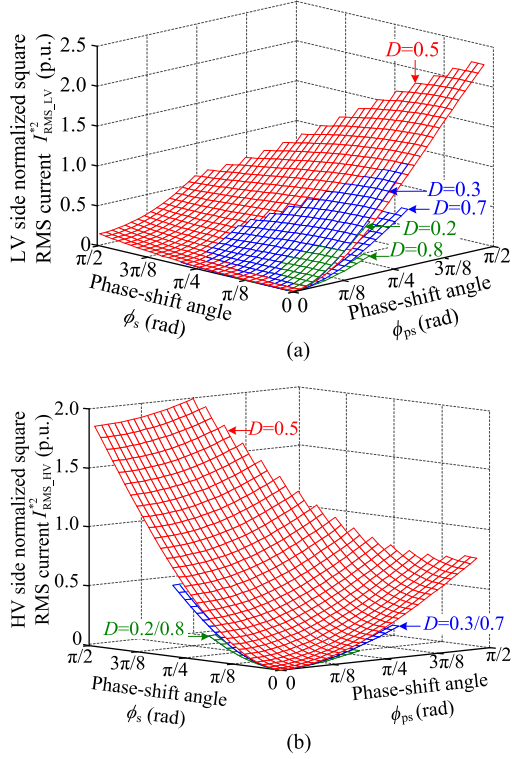 2.5
2.0
1.5
1.0
0.5
0
LV side normalized square
RMS current I*2RMS_LV (p.u.)
D=0.5
D=0.3
D=0.7
D=0.2
D=0.8
π/2
3π/8
π/4
π/8
0
0
π/8
π/4
3π/8
π/2
Phase-shift angle
ϕs (rad)
Phase-shift angle
ϕps (rad)
(a)
2.0
1.5
1.0
0.5
0
HV side normalized square
RMS current I*2RMS_HV (p.u.)
D=0.5
D=0.2/0.8
D=0.3/0.7
π/2
3π/8
π/4
π/8
0
0
π/8
π/4
3π/8
π/2
Phase-shift angle
ϕs (rad)
Phase-shift angle
ϕps (rad)
(b)